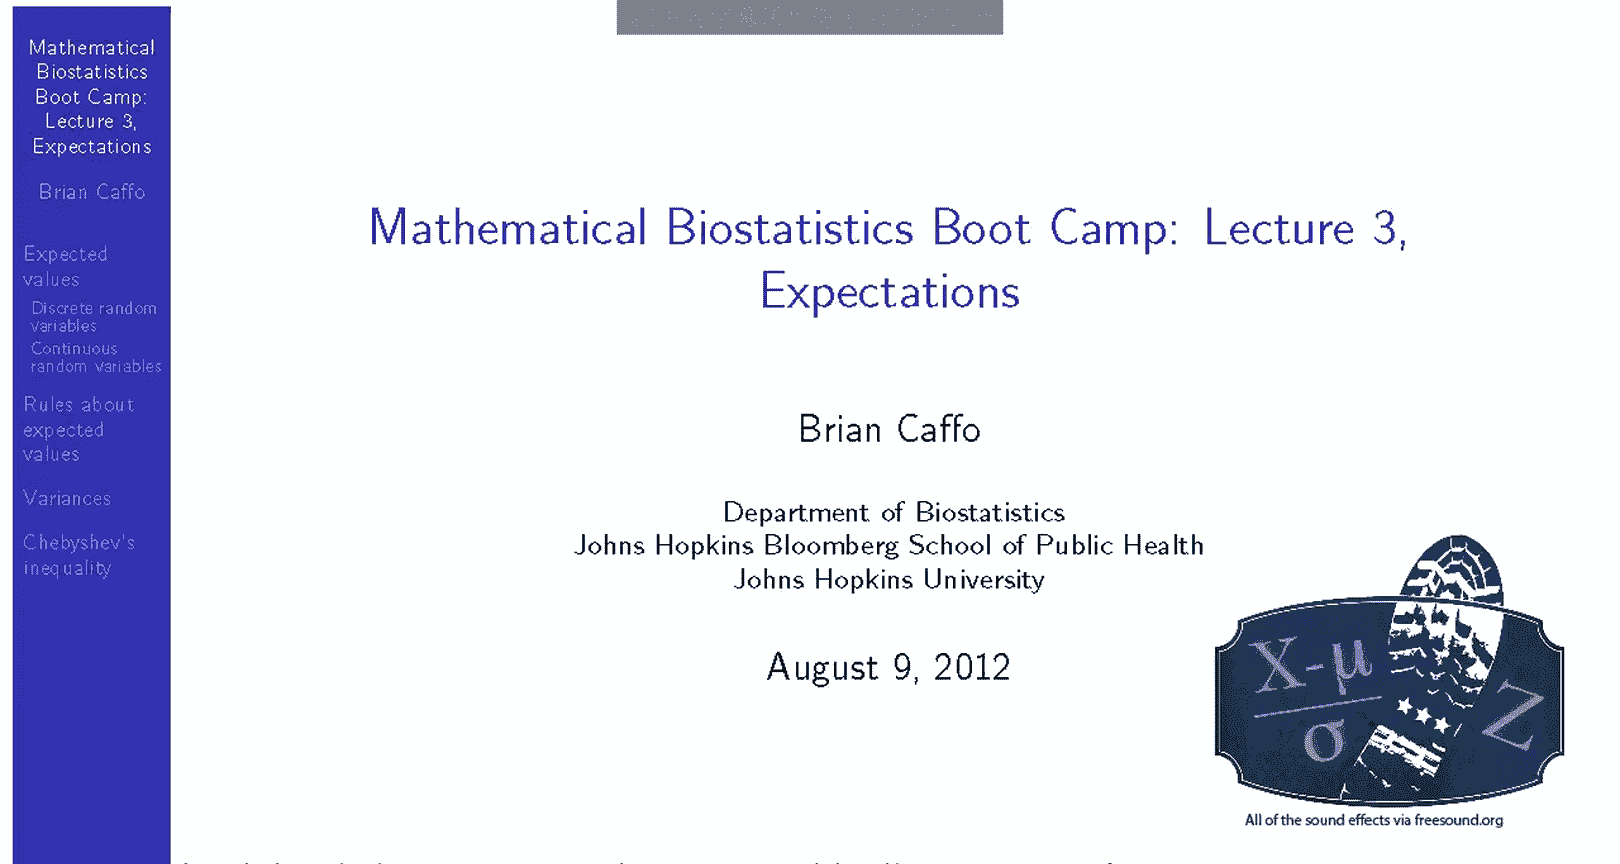 Mathematical
Biostatistics
Boot Camp:
Lecture 3,
Expectations
Brian Caffo
Expected
values
Discrete random
variables
Continuous
random variables
Rules about
expected
values
Variances
Chebyshev's
inequality
Mathematical Biostatistics Boot Camp: Lecture 3,
Expectations
Brian Caffo
Department of Biostatistics
Johns Hopkins Bloomberg School of Public Health
Johns Hopkins University
August 9, 2012
X-μ
σ
Z
All of the sound effects via freesound.org